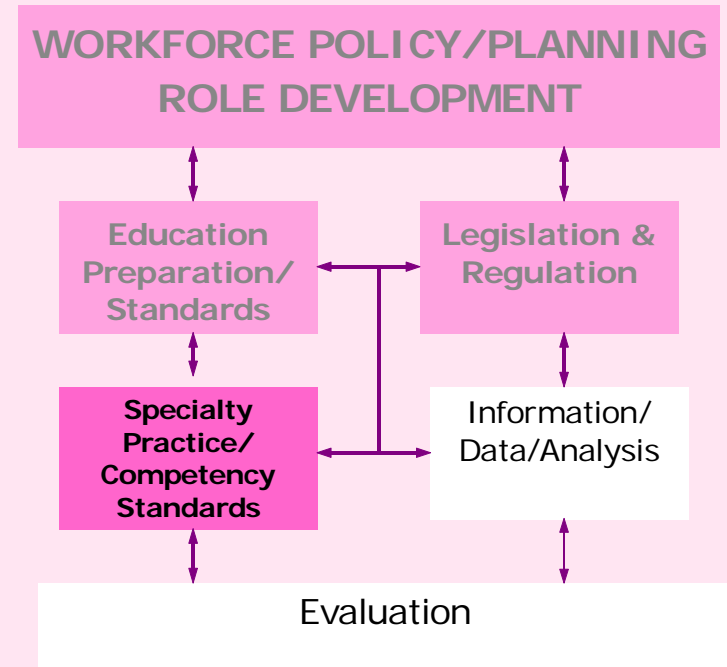 WORKFORCE POLICY/PLANNING
ROLE DEVELOPMENT
Education
Preparation/
Standards
Legislation &
Regulation
Specialty
Practice/
Competency
Standards
Information/
Data/Analysis
Evaluation